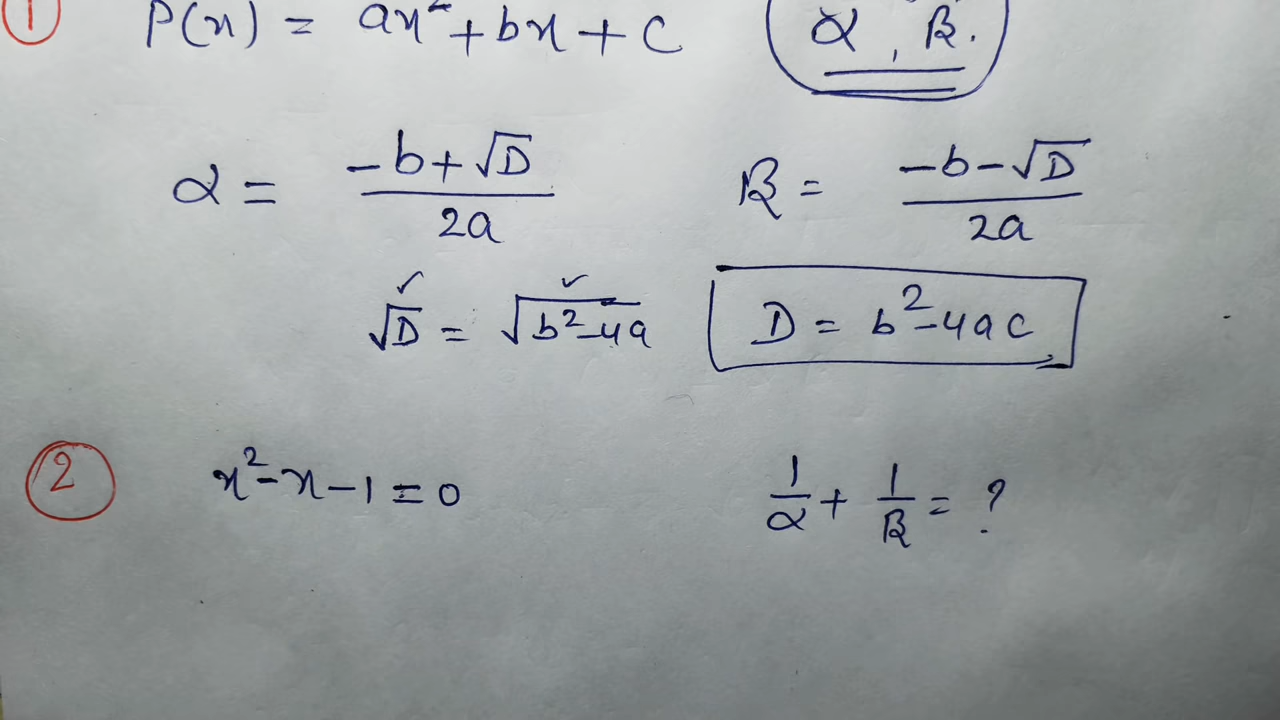 ① P(x) = ax² + bx + c α, β.
α = (-b + √D)/2a β = (-b - √D)/2a
✓ ✓
√D = √b²-4a D = b²-4ac
② x²-x-1=0 1/α + 1/β = ?